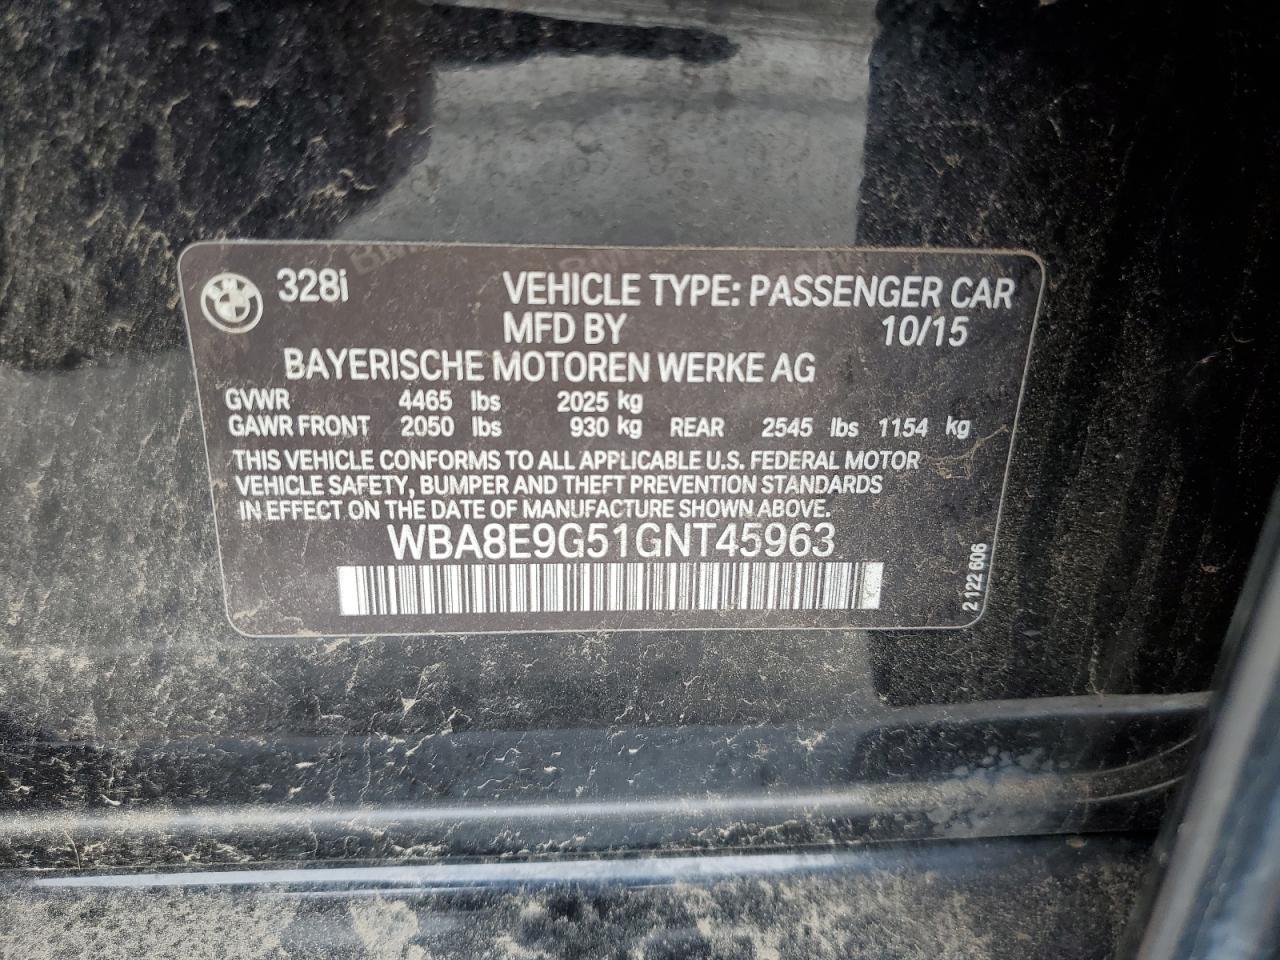 328i VEHICLE TYPE: PASSENGER CAR
MFD BY 10/15
BAYERISCHE MOTOREN WERKE AG
GVWR 4465 lbs 2025 kg
GAWR FRONT 2050 lbs 930 kg REAR 2545 lbs 1154 kg
THIS VEHICLE CONFORMS TO ALL APPLICABLE U.S. FEDERAL MOTOR
VEHICLE SAFETY, BUMPER AND THEFT PREVENTION STANDARDS
IN EFFECT ON THE DATE OF MANUFACTURE SHOWN ABOVE.
WBA8E9G51GNT45963
2 122 606